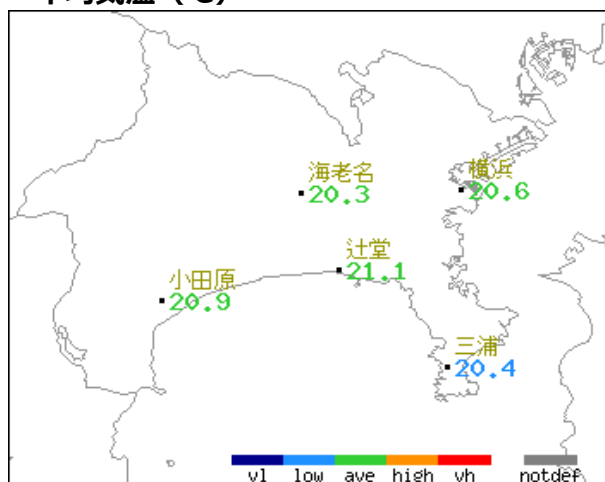 平均気温 (℃)
海老名
20.3
横浜
20.6
辻堂
21.1
小田原
20.9
三浦
20.4
vl low ave high vh notdef